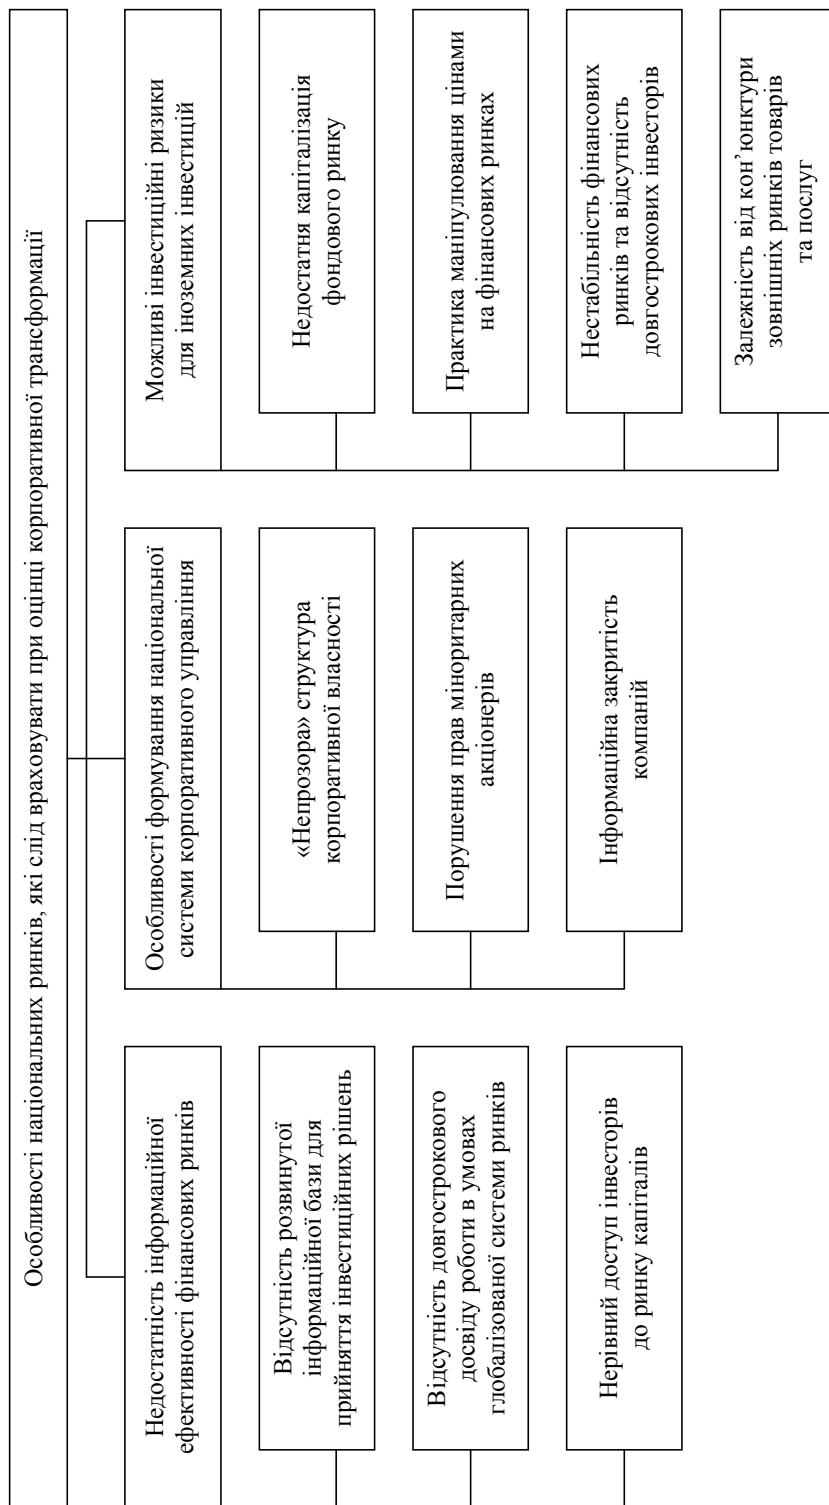 Особливості національних ринків, які слід враховувати при оцінці корпоративної трансформації
Недостатність інформаційної
ефективності фінансових ринків
Відсутність розвинутої
інформаційної бази для
прийняття інвестиційних рішень
Відсутність довгострокового
досвіду роботи в умовах
глобалізованої системи ринків
Нерівний доступ інвесторів
до ринку капіталів
Особливості формування національної
системи корпоративного управління
«Непрозора» структура
корпоративної власності
Порушення прав міноритарних
акціонерів
Інформаційна закритість
компаній
Можливі інвестиційні ризики
для іноземних інвестицій
Недостатня капіталізація
фондового ринку
Практика маніпулювання цінами
на фінансових ринках
Нестабільність фінансових
ринків та відсутність
довгострокових інвесторів
Залежність від кон’юнктури
зовнішніх ринків товарів
та послуг